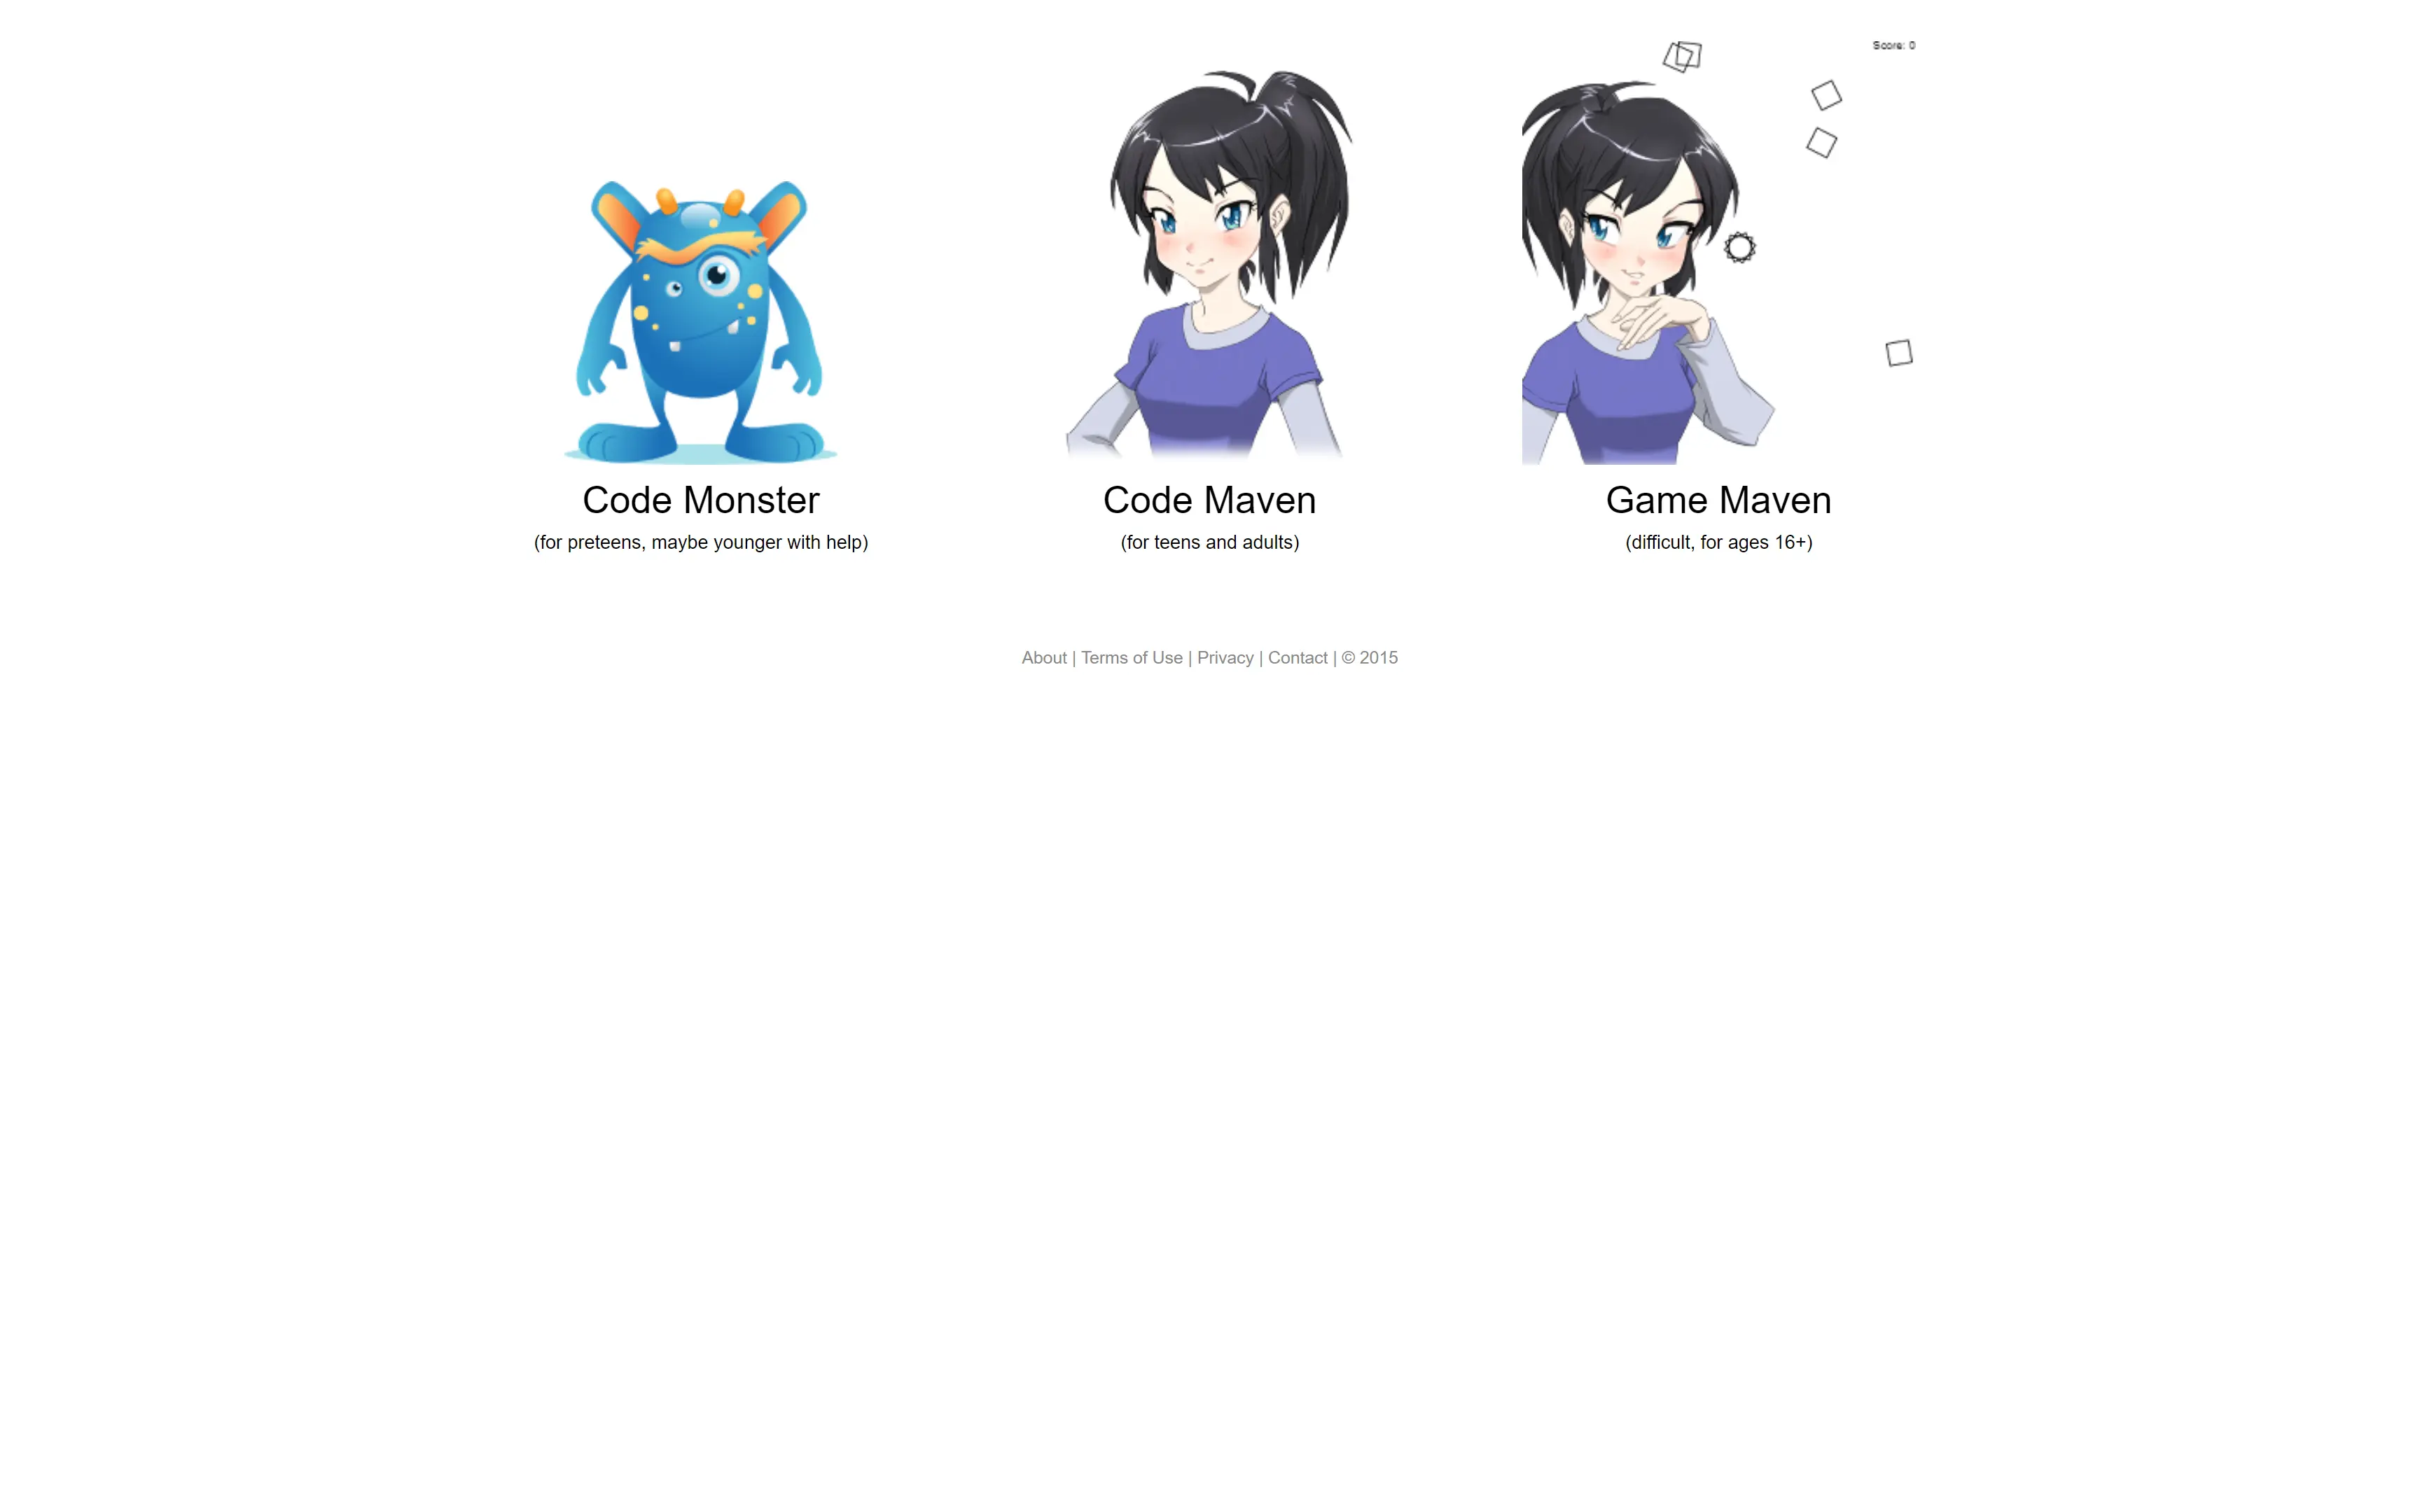 Score: 0
Code Monster
(for preteens, maybe younger with help)
Code Maven
(for teens and adults)
Game Maven
(difficult, for ages 16+)
About | Terms of Use | Privacy | Contact | © 2015